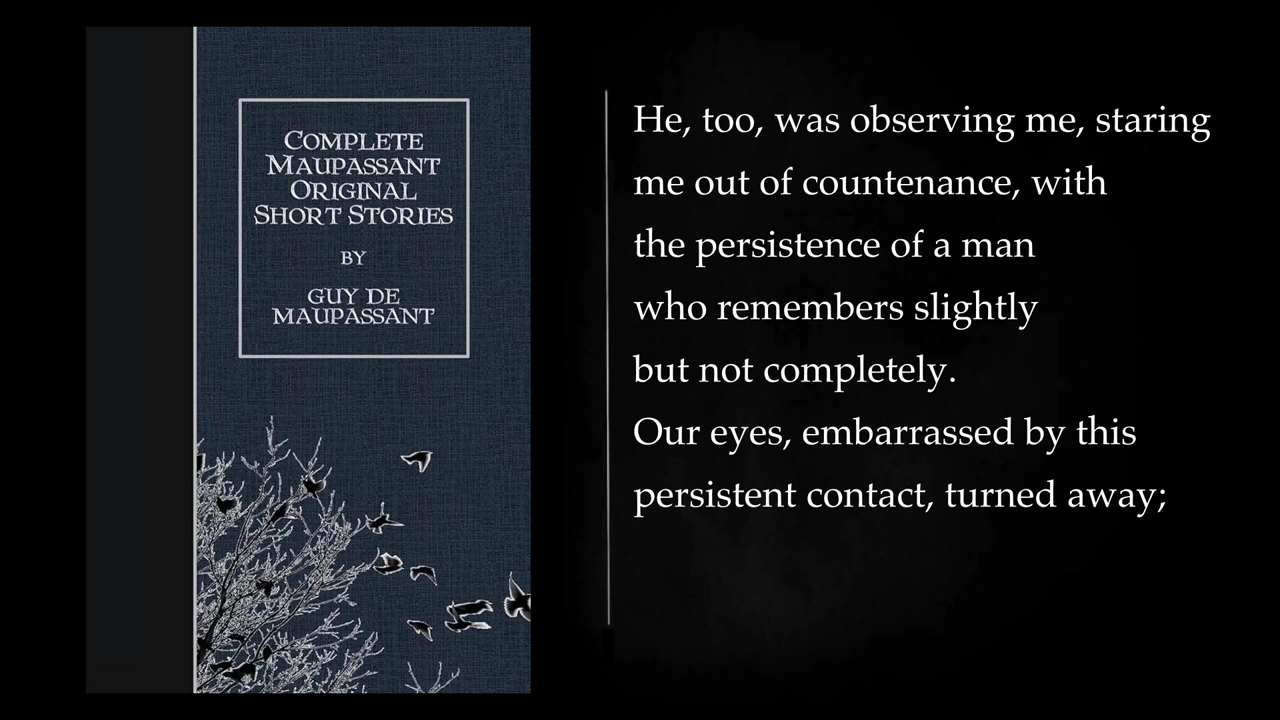 COMPLETE
MAUPASSANT
ORIGINAL
SHORT STORIES
BY
GUY DE
MAUPASSANT
He, too, was observing me, staring
me out of countenance, with
the persistence of a man
who remembers slightly
but not completely.
Our eyes, embarrassed by this
persistent contact, turned away;